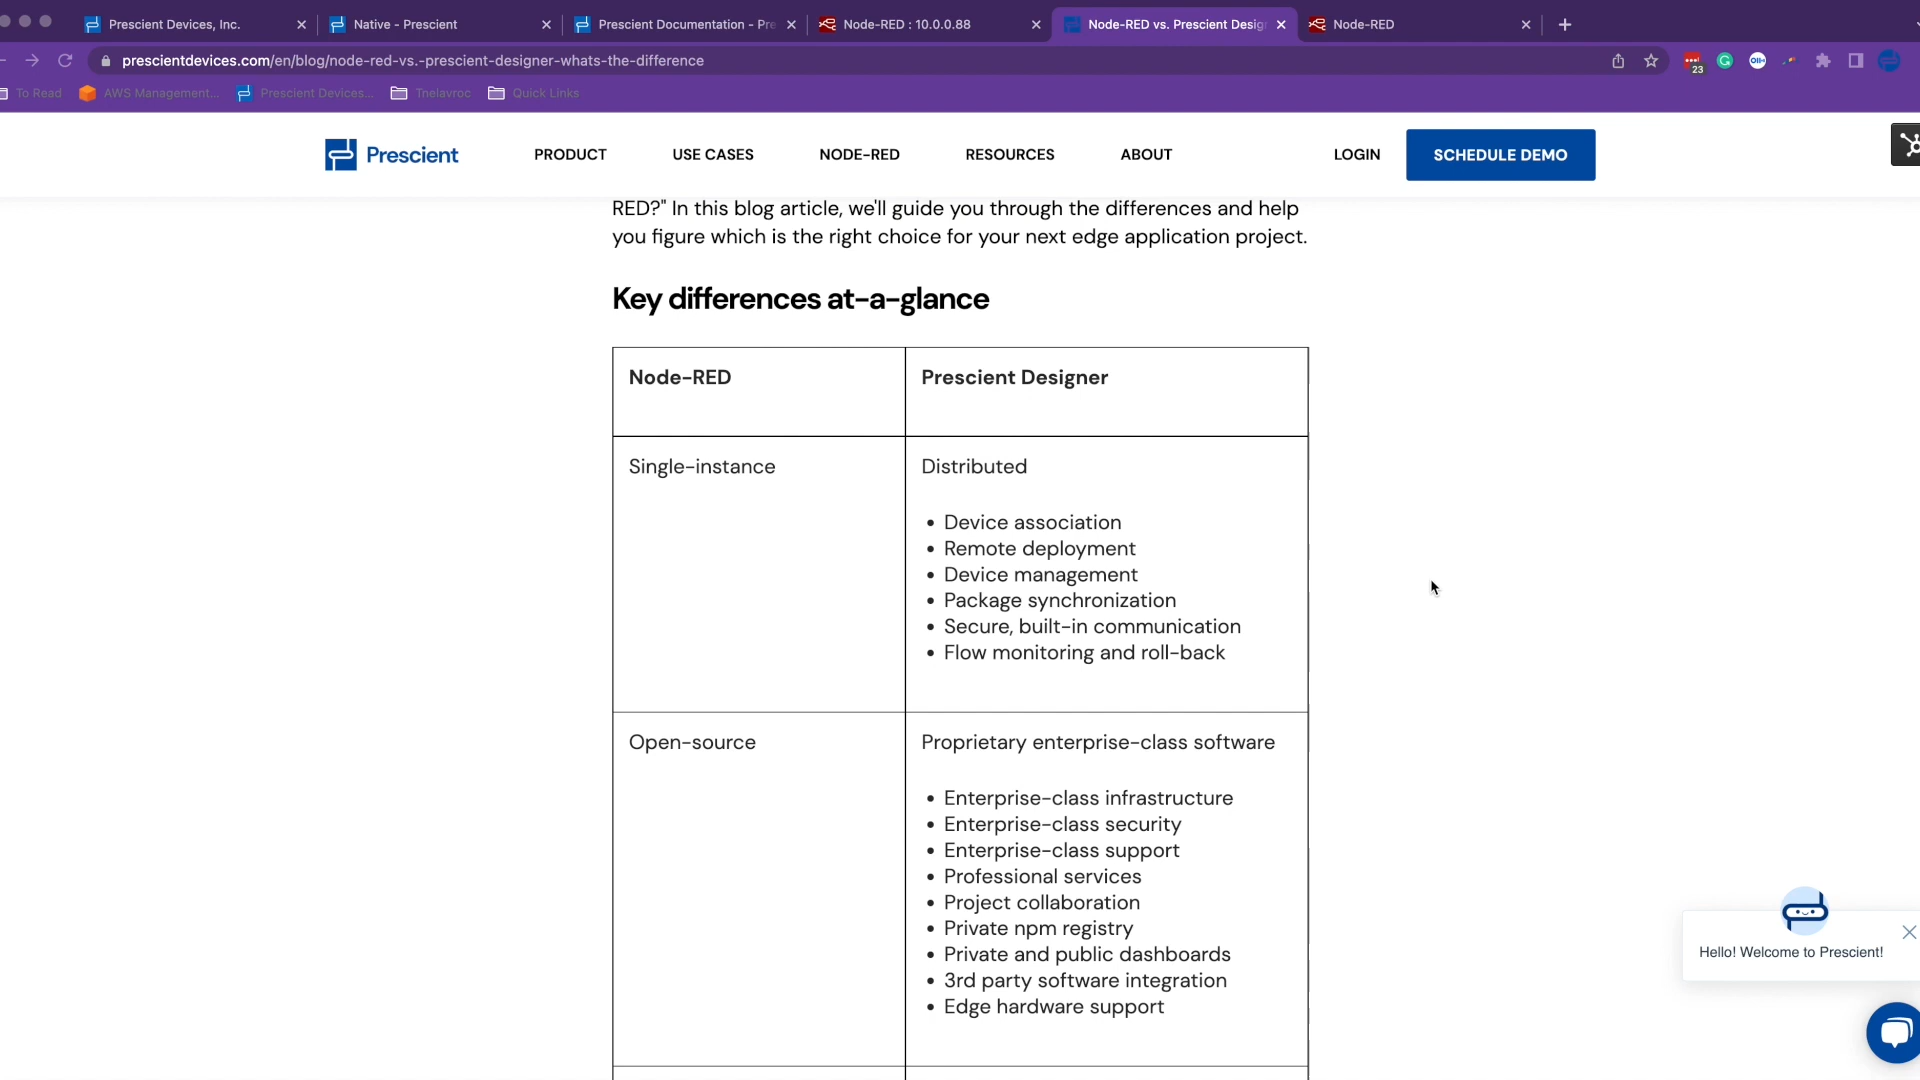 Prescient Devices, Inc.
Native - Prescient
Prescient Documentation - Pre
Node-RED : 10.0.0.88
Node-RED vs. Prescient Desig
Node-RED
prescientdevices.com/en/blog/node-red-vs.-prescient-designer-whats-the-difference
23
To Read
AWS Management...
Prescient Devices...
Tnelavroc
Quick Links
Prescient
PRODUCT
USE CASES
NODE-RED
RESOURCES
ABOUT
LOGIN
SCHEDULE DEMO
RED?" In this blog article, we'll guide you through the differences and help
you figure which is the right choice for your next edge application project.
Key differences at-a-glance
Node-RED
Prescient Designer
Single-instance
Distributed
• Device association
• Remote deployment
• Device management
• Package synchronization
• Secure, built-in communication
• Flow monitoring and roll-back
Open-source
Proprietary enterprise-class software
• Enterprise-class infrastructure
• Enterprise-class security
• Enterprise-class support
• Professional services
• Project collaboration
• Private npm registry
• Private and public dashboards
• 3rd party software integration
• Edge hardware support
Hello! Welcome to Prescient!